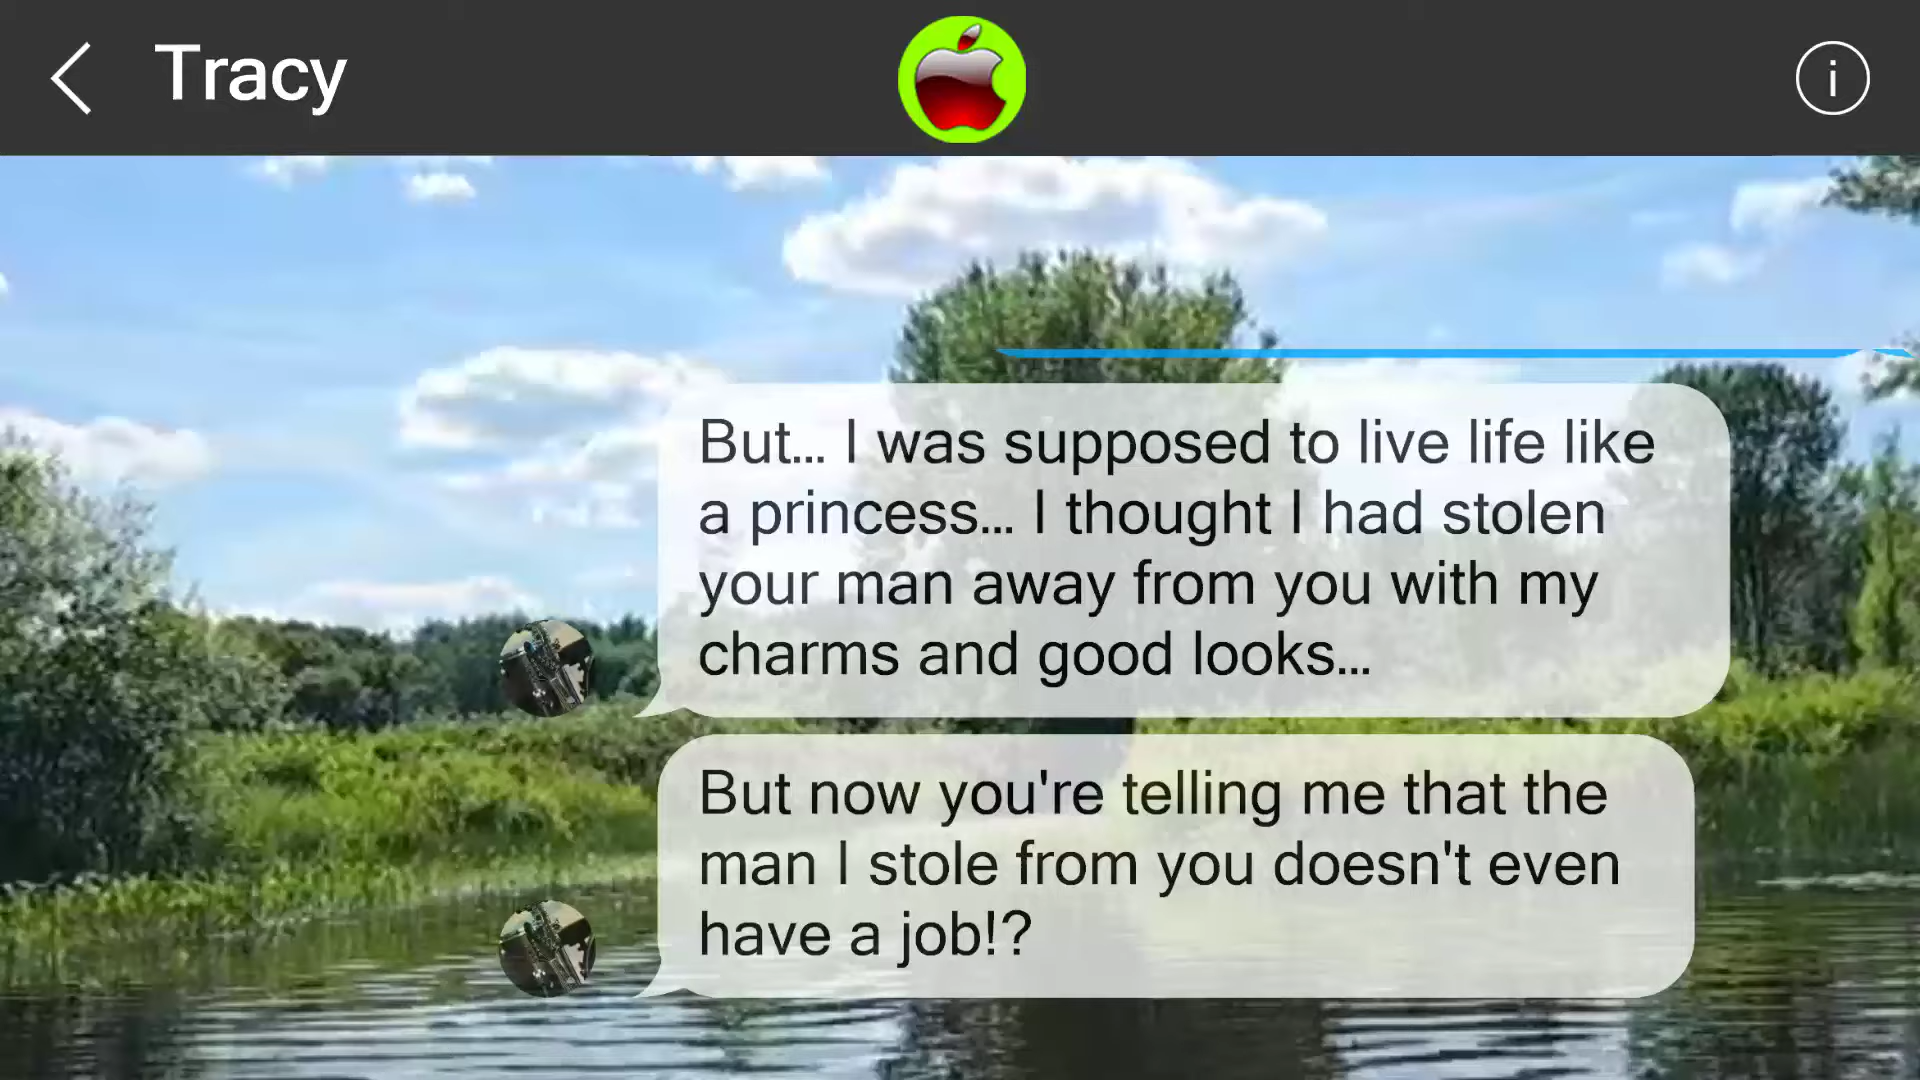 Tracy
But... I was supposed to live life like
a princess... I thought I had stolen
your man away from you with my
charms and good looks...
But now you're telling me that the
man I stole from you doesn't even
have a job!?